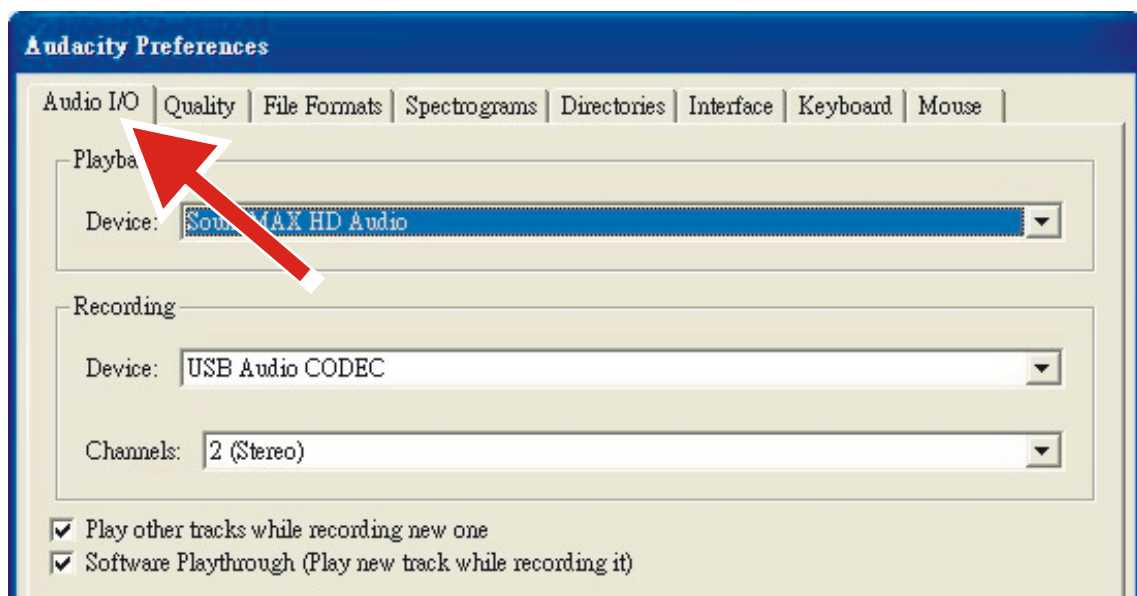 Audacity Preferences
Audio I/O Quality File Formats Spectrograms Directories Interface Keyboard Mouse
Device: MAX HD Audio
Recording
Device: USB Audio CODEC
Channels: 2 (Stereo)
Play other tracks while recording new one
Software Playthrough (Play new track while recording it)